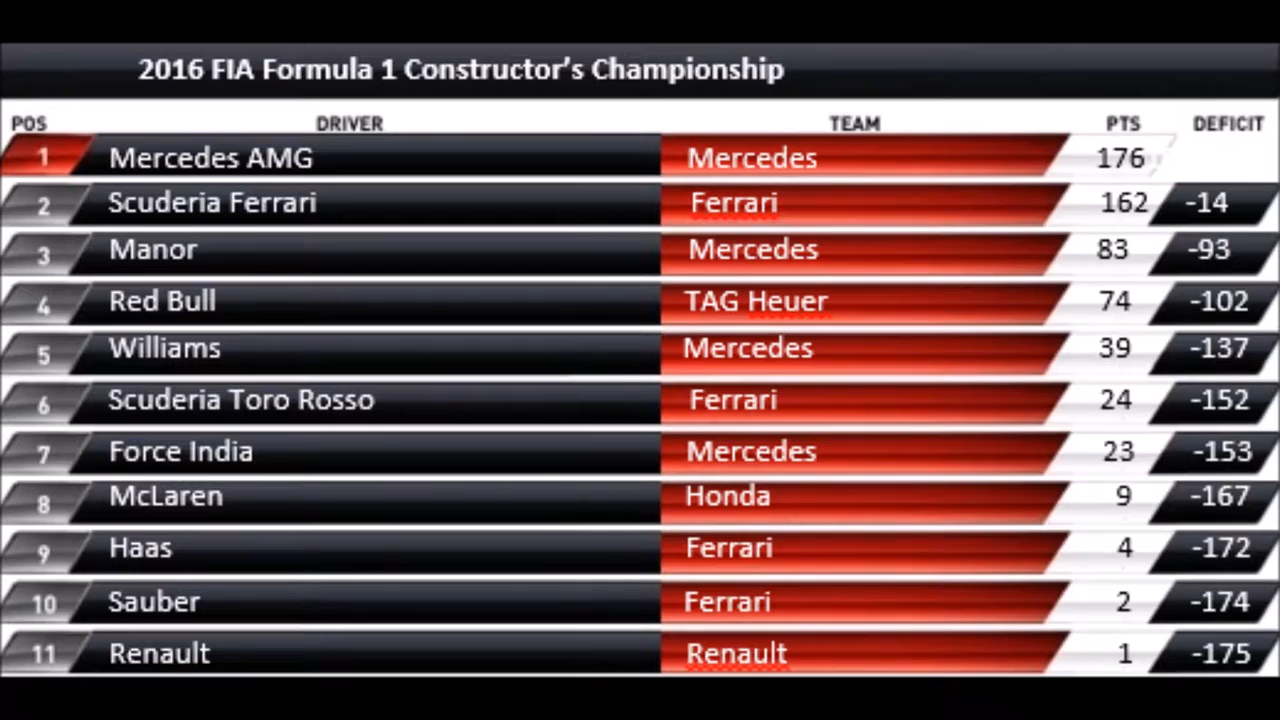 2016 FIA Formula 1 Constructor's Championship
POS DRIVER TEAM PTS DEFICIT
1 Mercedes AMG Mercedes 176
2 Scuderia Ferrari Ferrari 162 -14
3 Manor Mercedes 83 -93
4 Red Bull TAG Heuer 74 -102
5 Williams Mercedes 39 -137
6 Scuderia Toro Rosso Ferrari 24 -152
7 Force India Mercedes 23 -153
8 McLaren Honda 9 -167
9 Haas Ferrari 4 -172
10 Sauber Ferrari 2 -174
11 Renault Renault 1 -175